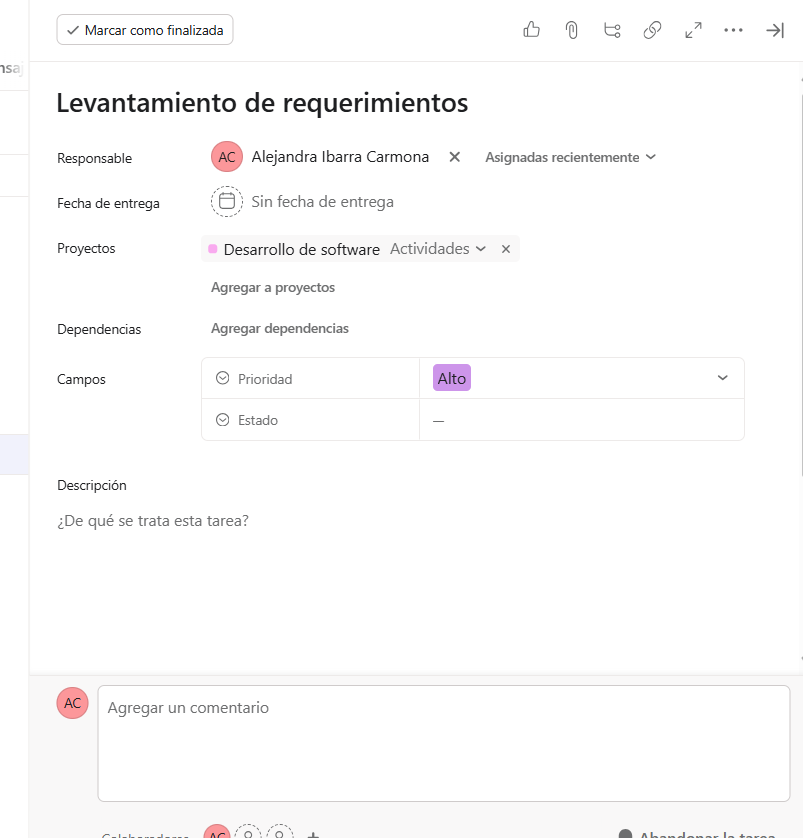 Marcar como finalizada
Levantamiento de requerimientos
Responsable AC Alejandra Ibarra Carmona Asignadas recientemente
Fecha de entrega Sin fecha de entrega
Proyectos Desarrollo de software Actividades
Agregar a proyectos
Dependencias Agregar dependencias
Campos Prioridad Alto
Estado —
Descripción
¿De qué se trata esta tarea?
AC Agregar un comentario
Colaboradores AC Abandonar la tarea